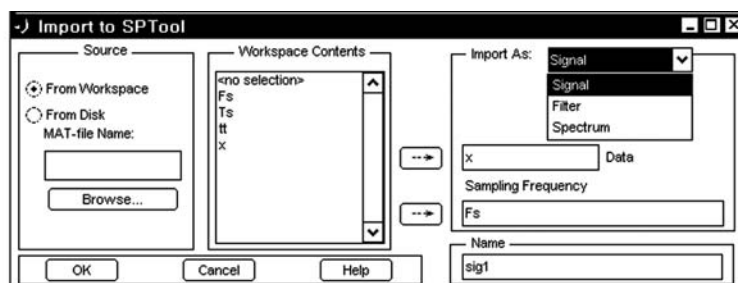 Import to SPTool
Source
From Workspace
From Disk
MAT-file Name:
Browse...
Workspace Contents
<no selection>
Fs
Ts
tt
x
Import As:
Signal
Signal
Filter
Spectrum
x
Data
Sampling Frequency
Fs
Name
sig1
OK
Cancel
Help